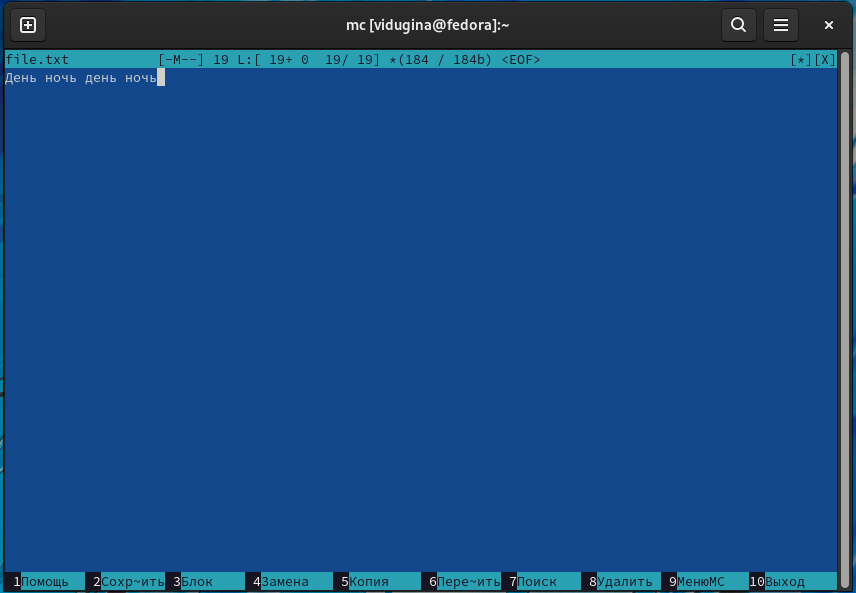 mc [vidugina@fedora]:~
file.txt [-M--] 19 L:[ 19+ 0 19/ 19] *(184 / 184b) <EOF> [*][X]
День ночь день ночь
1Помощь 2Сохр~ить 3Блок 4Замена 5Копия 6Пере~ить 7Поиск 8Удалить 9МенюMC 10Выход